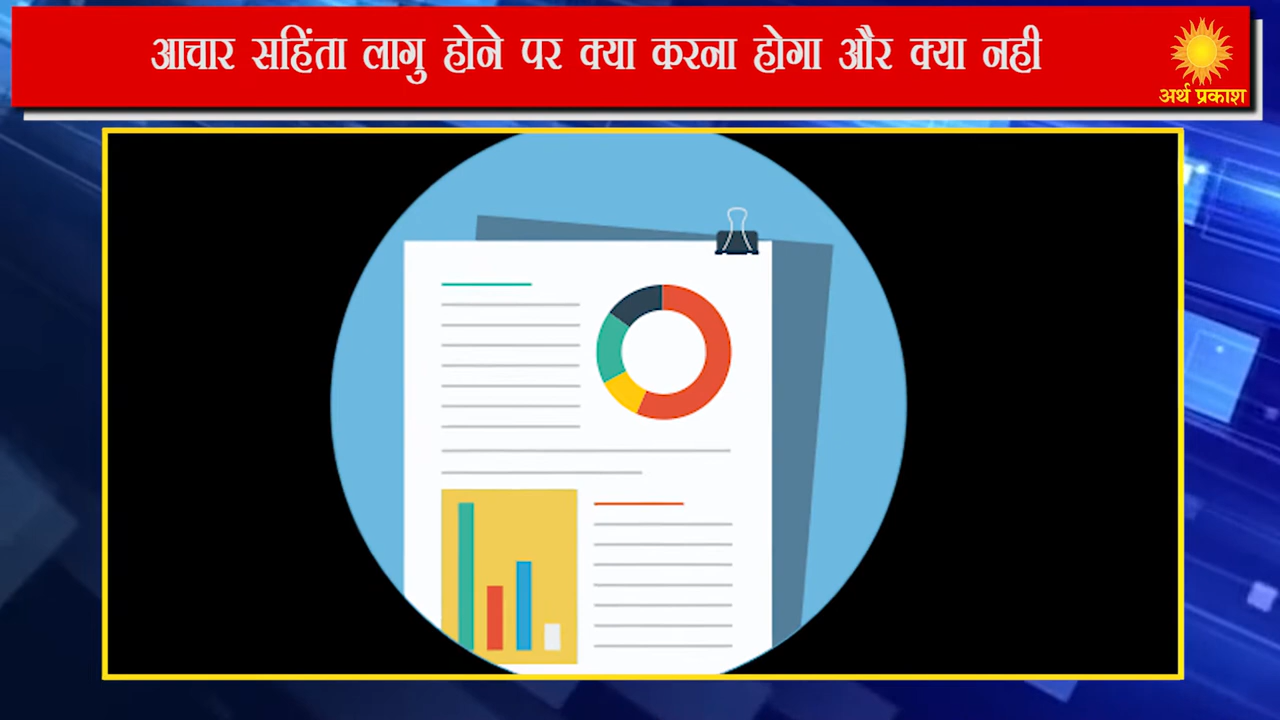 आचार सहिंता लागु होने पर क्या करना होगा और क्या नही
अर्थ प्रकाश